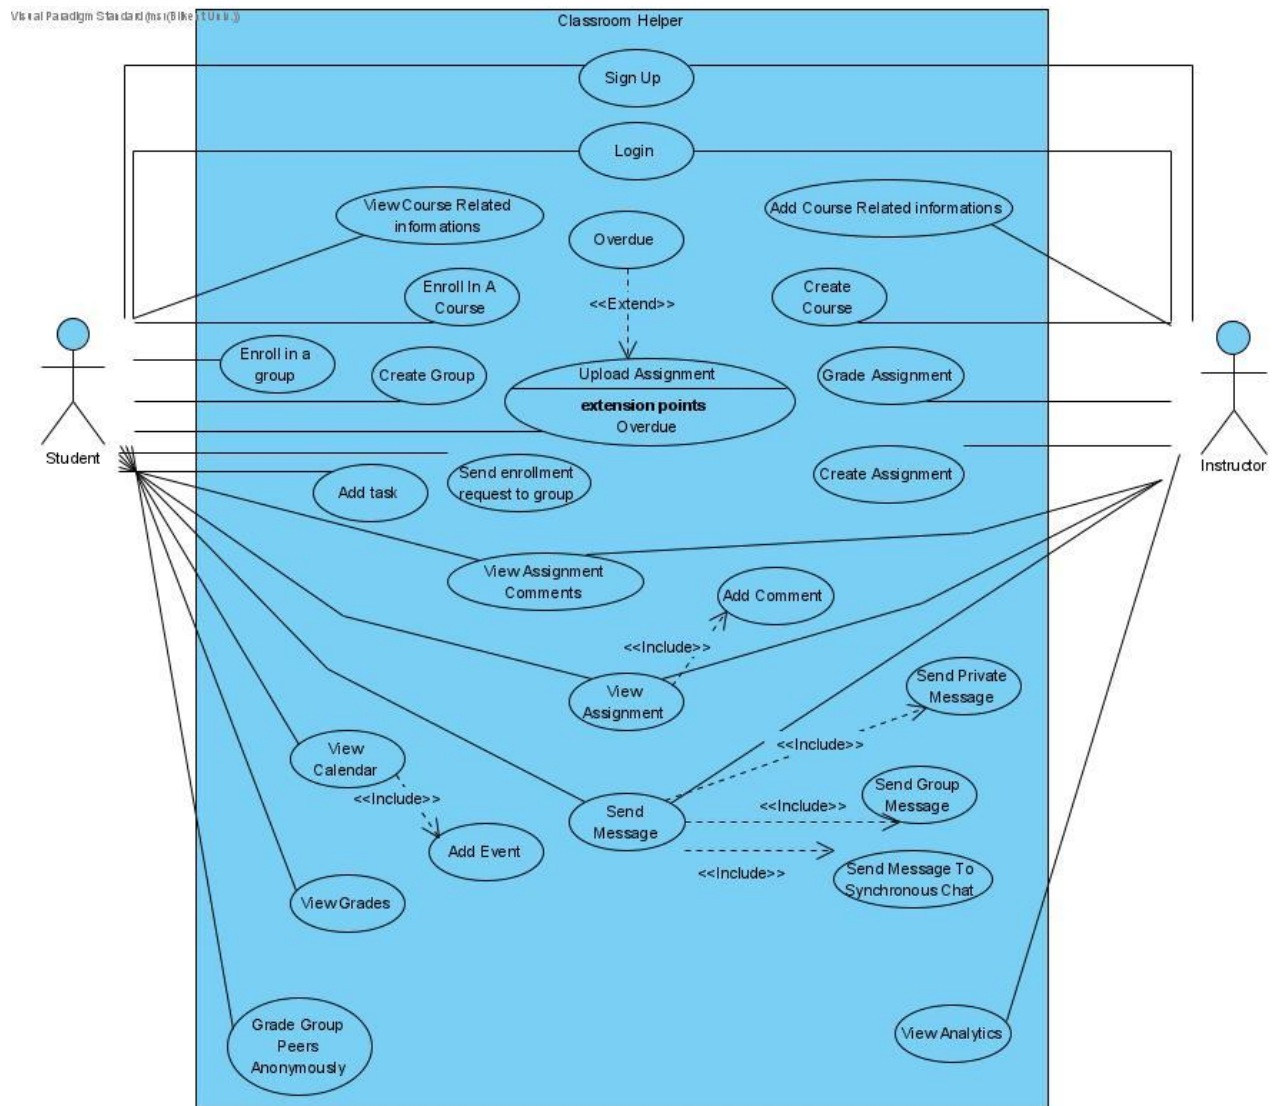 Visual Paradigm Standard
Classroom Helper
Sign Up
Login
View Course Related
informations
Add Course Related informations
Overdue
Enroll In A
Course
<<Extend>>
Create
Course
Enroll in a
group
Create Group
Upload Assignment
extension points
Overdue
Grade Assignment
Student
Instructor
Add task
Send enrollment
request to group
Create Assignment
View Assignment
Comments
Add Comment
<<Include>>
View
Assignment
Send Private
Message
<<Include>>
View
Calendar
<<Include>>
Add Event
Send
Message
<<Include>>
Send Group
Message
<<Include>>
Send Message To
Synchronous Chat
View Grades
Grade Group
Peers
Anonymously
View Analytics